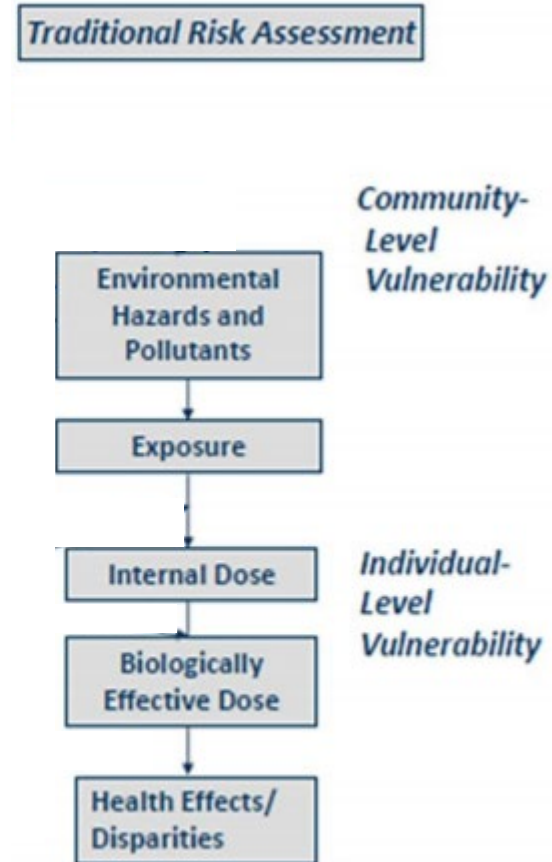 Traditional Risk Assessment
Community-
Level
Vulnerability
Environmental
Hazards and
Pollutants
Exposure
Internal Dose
Individual-
Level
Vulnerability
Biologically
Effective Dose
Health Effects/
Disparities